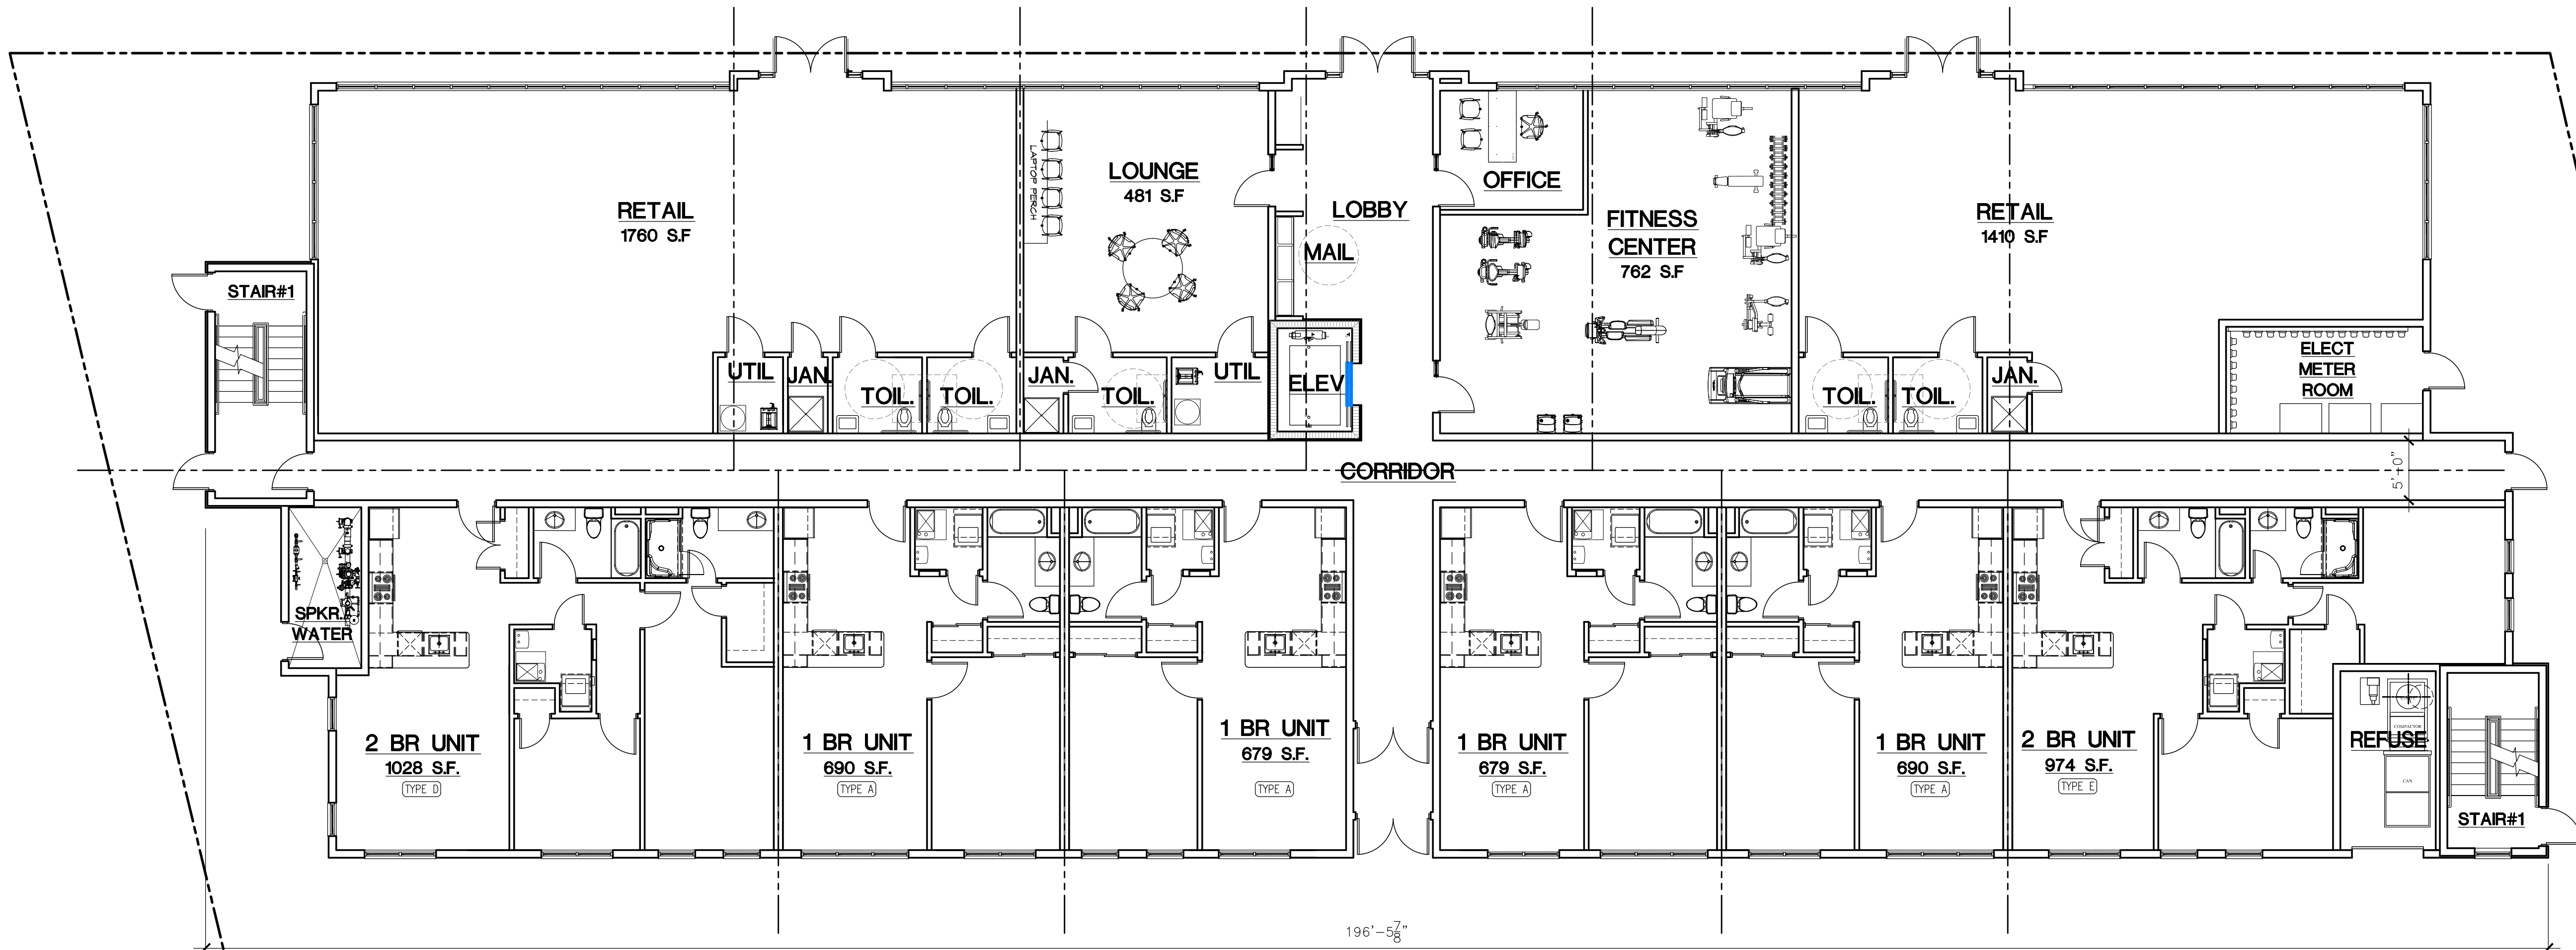 RETAIL
1760 S.F
LAPTOP PERCH
LOUNGE
481 S.F
LOBBY
MAIL
OFFICE
FITNESS
CENTER
762 S.F
RETAIL
1410 S.F
STAIR#1
UTIL
JAN.
TOIL.
TOIL.
JAN.
TOIL.
UTIL
ELEV
TOIL.
TOIL.
JAN.
ELECT
METER
ROOM
CORRIDOR
5'-0"
SPKR.
WATER
2 BR UNIT
1028 S.F.
TYPE D
1 BR UNIT
690 S.F.
TYPE A
1 BR UNIT
679 S.F.
TYPE A
1 BR UNIT
679 S.F.
TYPE A
1 BR UNIT
690 S.F.
TYPE A
2 BR UNIT
974 S.F.
TYPE E
COMPACTOR
REFUSE
CAN
STAIR#1
196'-5 7/8"